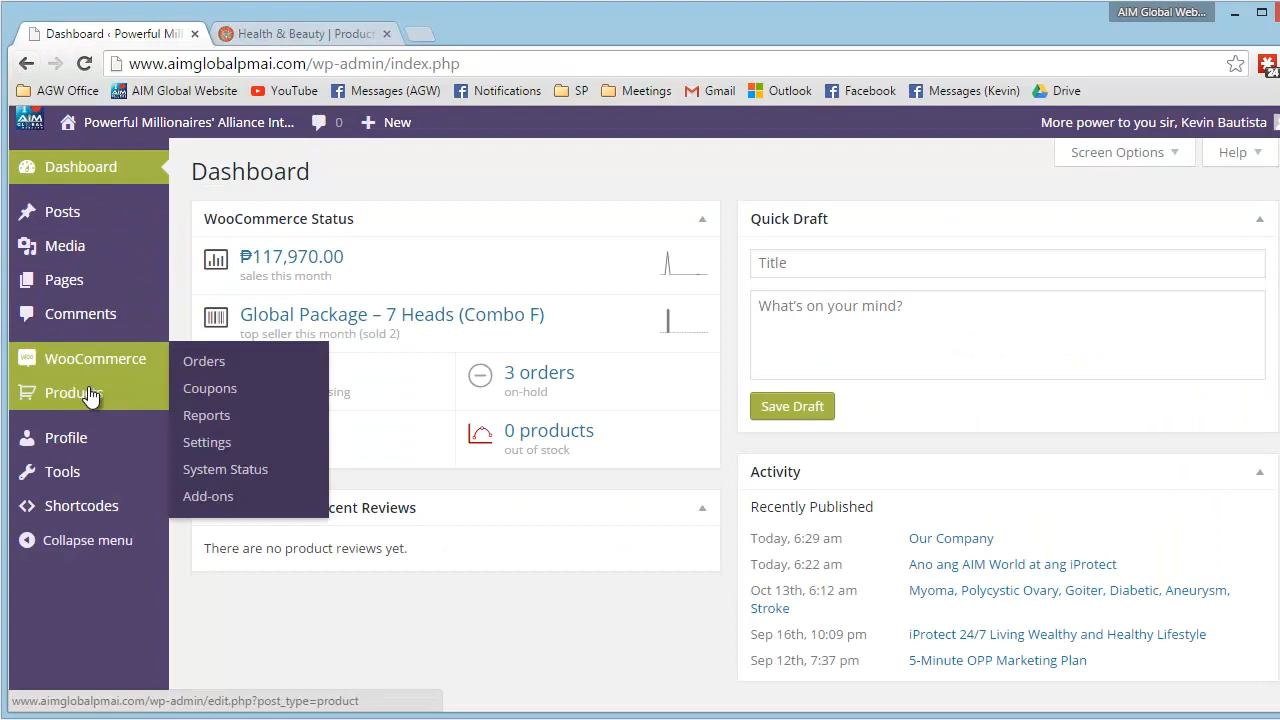 AIM Global Web...
Dashboard ‹ Powerful Mill
Health & Beauty | Product
www.aimglobalpmai.com/wp-admin/index.php
24
AGW Office
AIM Global Website
YouTube
Messages (AGW)
Notifications
SP
Meetings
Gmail
Outlook
Facebook
Messages (Kevin)
Drive
AIM
GLOBAL
Powerful Millionaires' Alliance Int...
0
New
More power to you sir, Kevin Bautista
Dashboard
Posts
Media
Pages
Comments
WooCommerce
Products
Profile
Tools
Shortcodes
Collapse menu
Orders
Coupons
Reports
Settings
System Status
Add-ons
Screen Options
Help
Dashboard
WooCommerce Status
₱117,970.00
sales this month
Global Package – 7 Heads (Combo F)
top seller this month (sold 2)
3 orders
on-hold
0 products
out of stock
cent Reviews
There are no product reviews yet.
Quick Draft
Title
What's on your mind?
Save Draft
Activity
Recently Published
Today, 6:29 am
Our Company
Today, 6:22 am
Ano ang AIM World at ang iProtect
Oct 13th, 6:12 am
Myoma, Polycystic Ovary, Goiter, Diabetic, Aneurysm,
Stroke
Sep 16th, 10:09 pm
iProtect 24/7 Living Wealthy and Healthy Lifestyle
Sep 12th, 7:37 pm
5-Minute OPP Marketing Plan
www.aimglobalpmai.com/wp-admin/edit.php?post_type=product